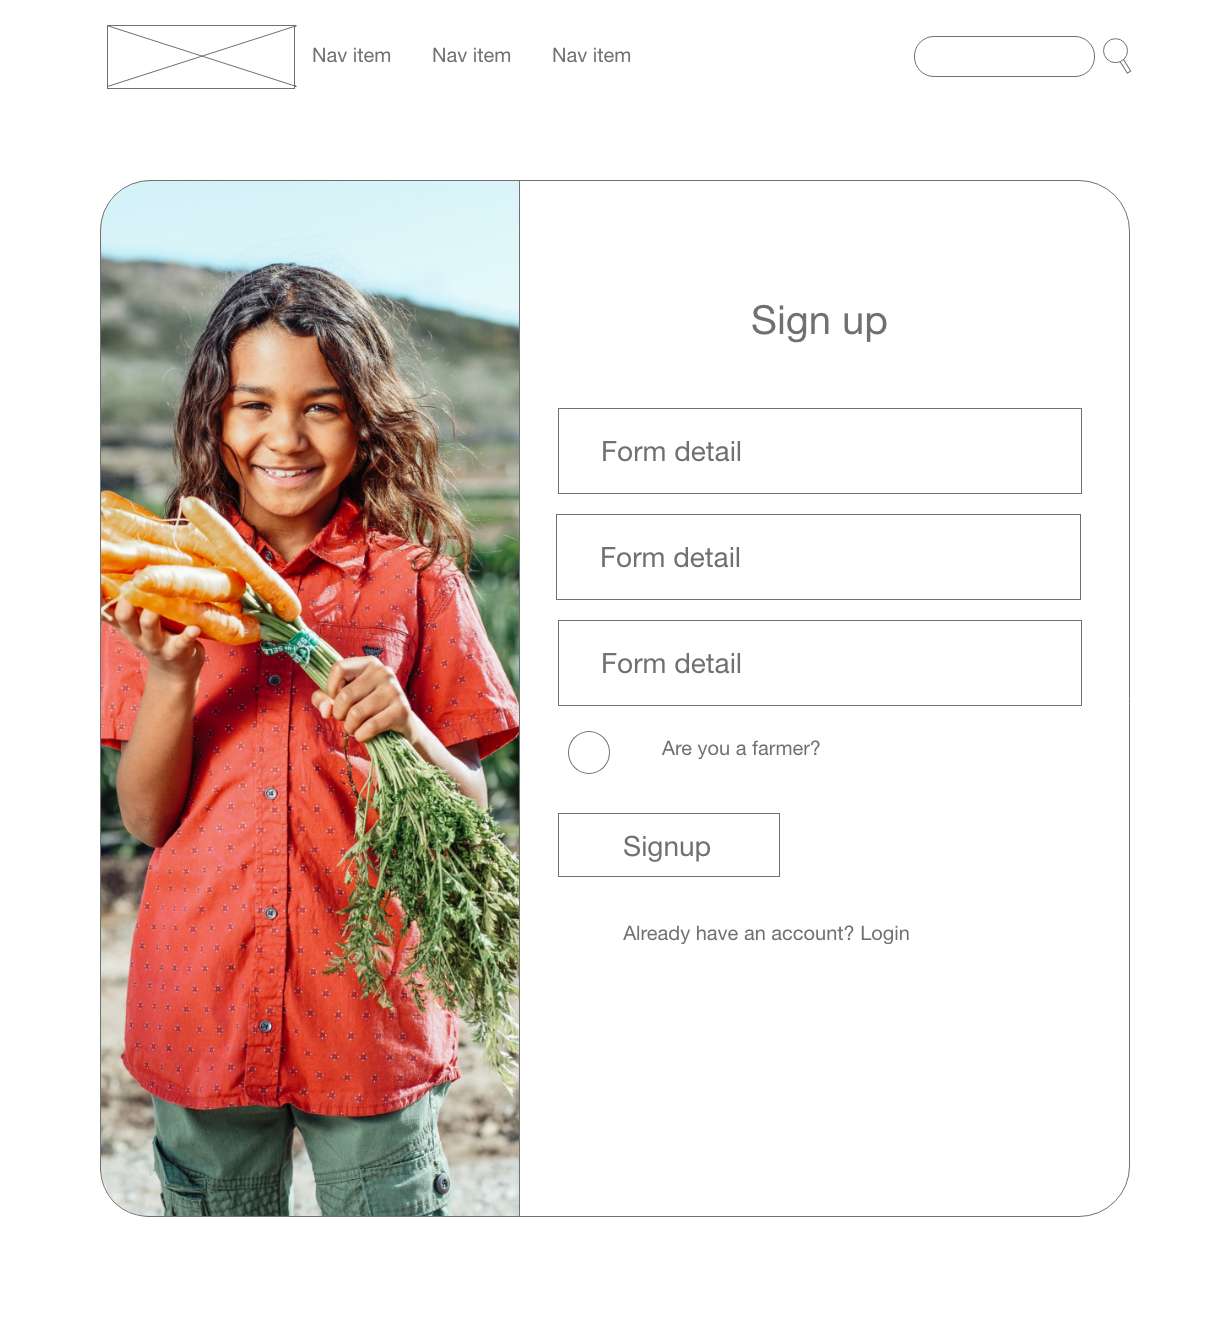 Nav item Nav item Nav item
Sign up
Form detail
Form detail
Form detail
Are you a farmer?
Signup
Already have an account? Login